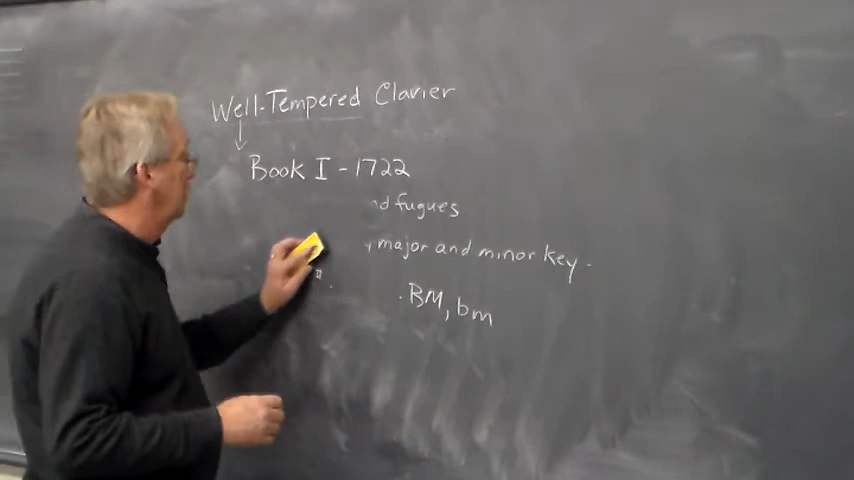 Well-Tempered Clavier
Book I - 1722
fugues
major and minor key.
BM, bm